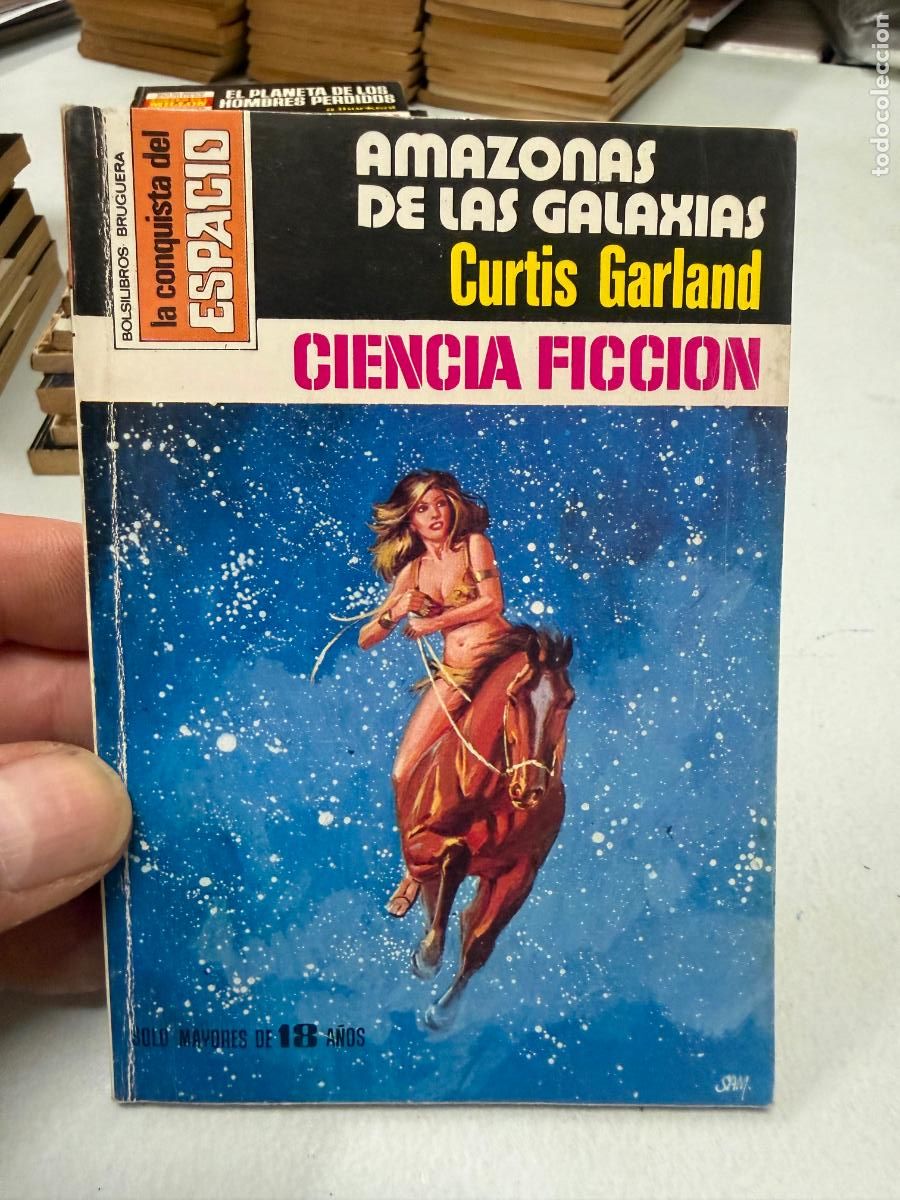 EL PLANETA DE LOS
HOMBRES PERDIDOS
BOLSILIBROS BRUGUERA
la conquista del
ESPACIO
AMAZONAS
DE LAS GALAXIAS
Curtis Garland
CIENCIA FICCION
SOLO MAYORES DE 18 AÑOS
SAM.
todocoleccion